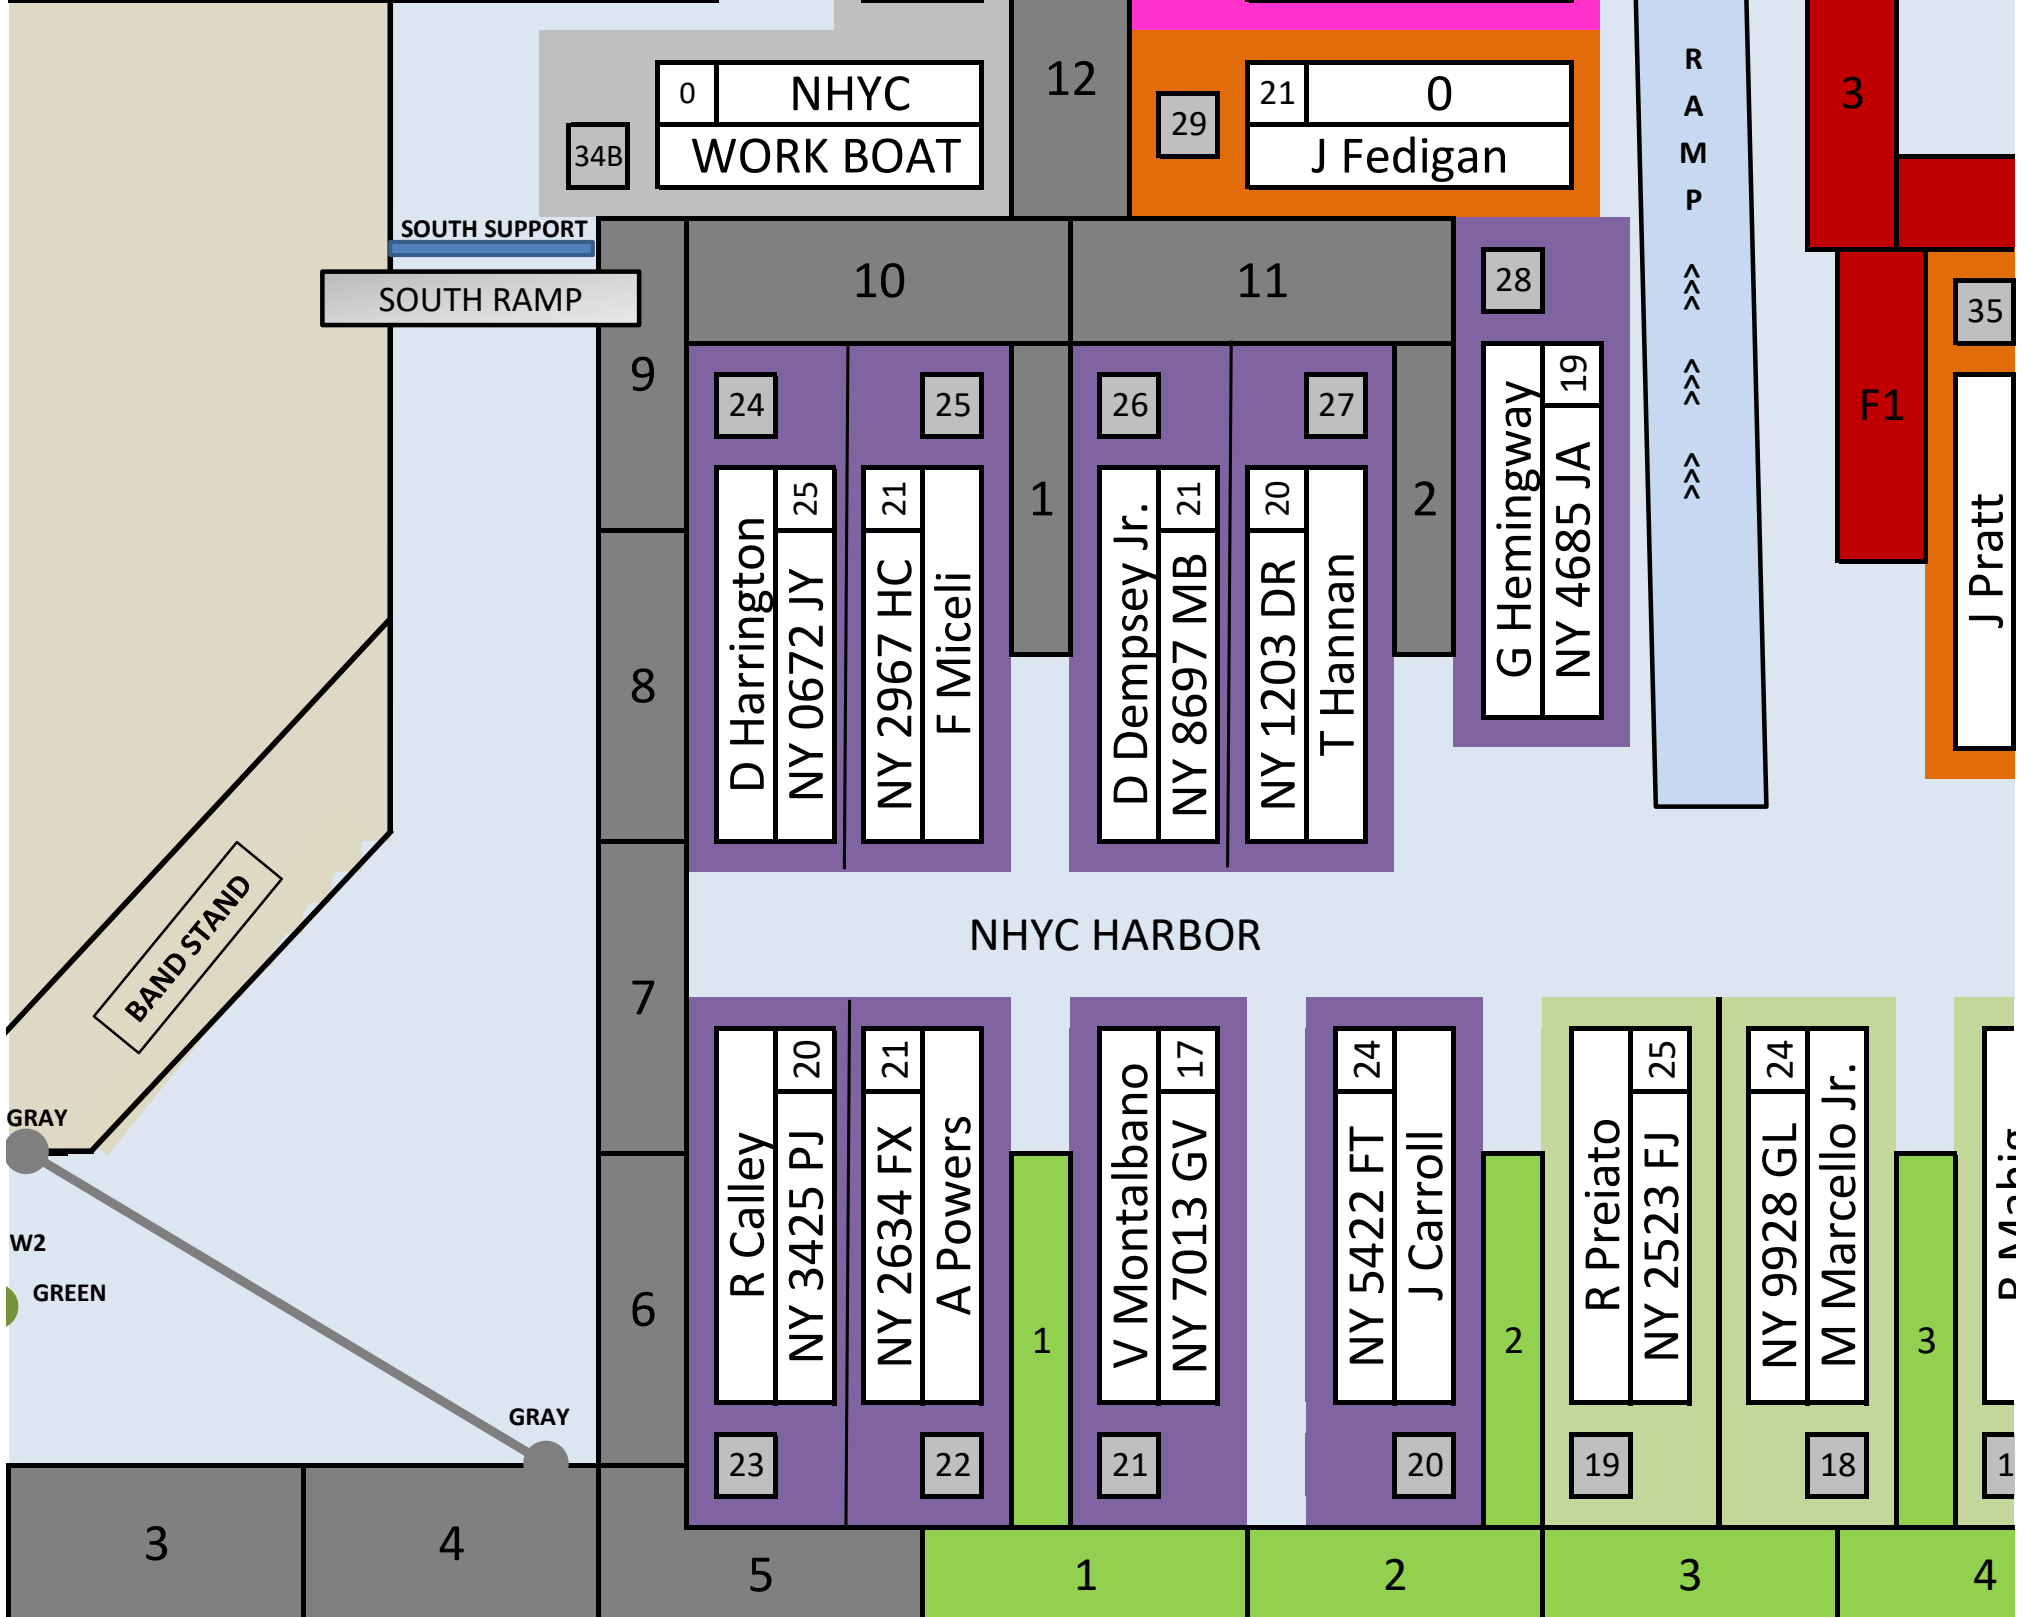 0
NHYC
34B
WORK BOAT
12
29
21
0
J Fedigan
R
A
M
P
>>>
>>>
>>>
3
SOUTH SUPPORT
SOUTH RAMP
9
10
11
28
G Hemingway
19
NY 4685 JA
F1
35
J Pratt
24
D Harrington
25
NY 0672 JY
25
21
NY 2967 HC
F Miceli
1
26
D Dempsey Jr.
21
NY 8697 MB
27
20
NY 1203 DR
T Hannan
2
8
7
NHYC HARBOR
BAND STAND
GRAY
W2
GREEN
GRAY
6
R Calley
20
NY 3425 PJ
23
21
NY 2634 FX
A Powers
22
1
V Montalbano
17
NY 7013 GV
21
24
NY 5422 FT
J Carroll
20
2
R Preiato
25
NY 2523 FJ
19
24
NY 9928 GL
M Marcello Jr.
18
3
3
4
5
1
2
3
4